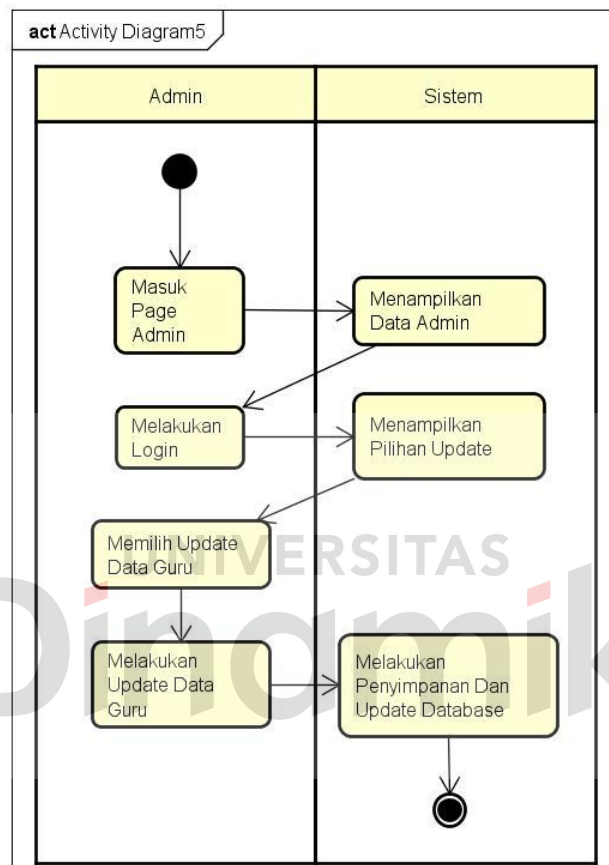 act Activity Diagram5
Admin
Sistem
Masuk
Page
Admin
Menampilkan
Data Admin
Melakukan
Login
Menampilkan
Pilihan Update
Memilih Update
Data Guru
UNIVERSITAS
Dinamik
Melakukan
Update Data
Guru
Melakukan
Penyimpanan Dan
Update Database